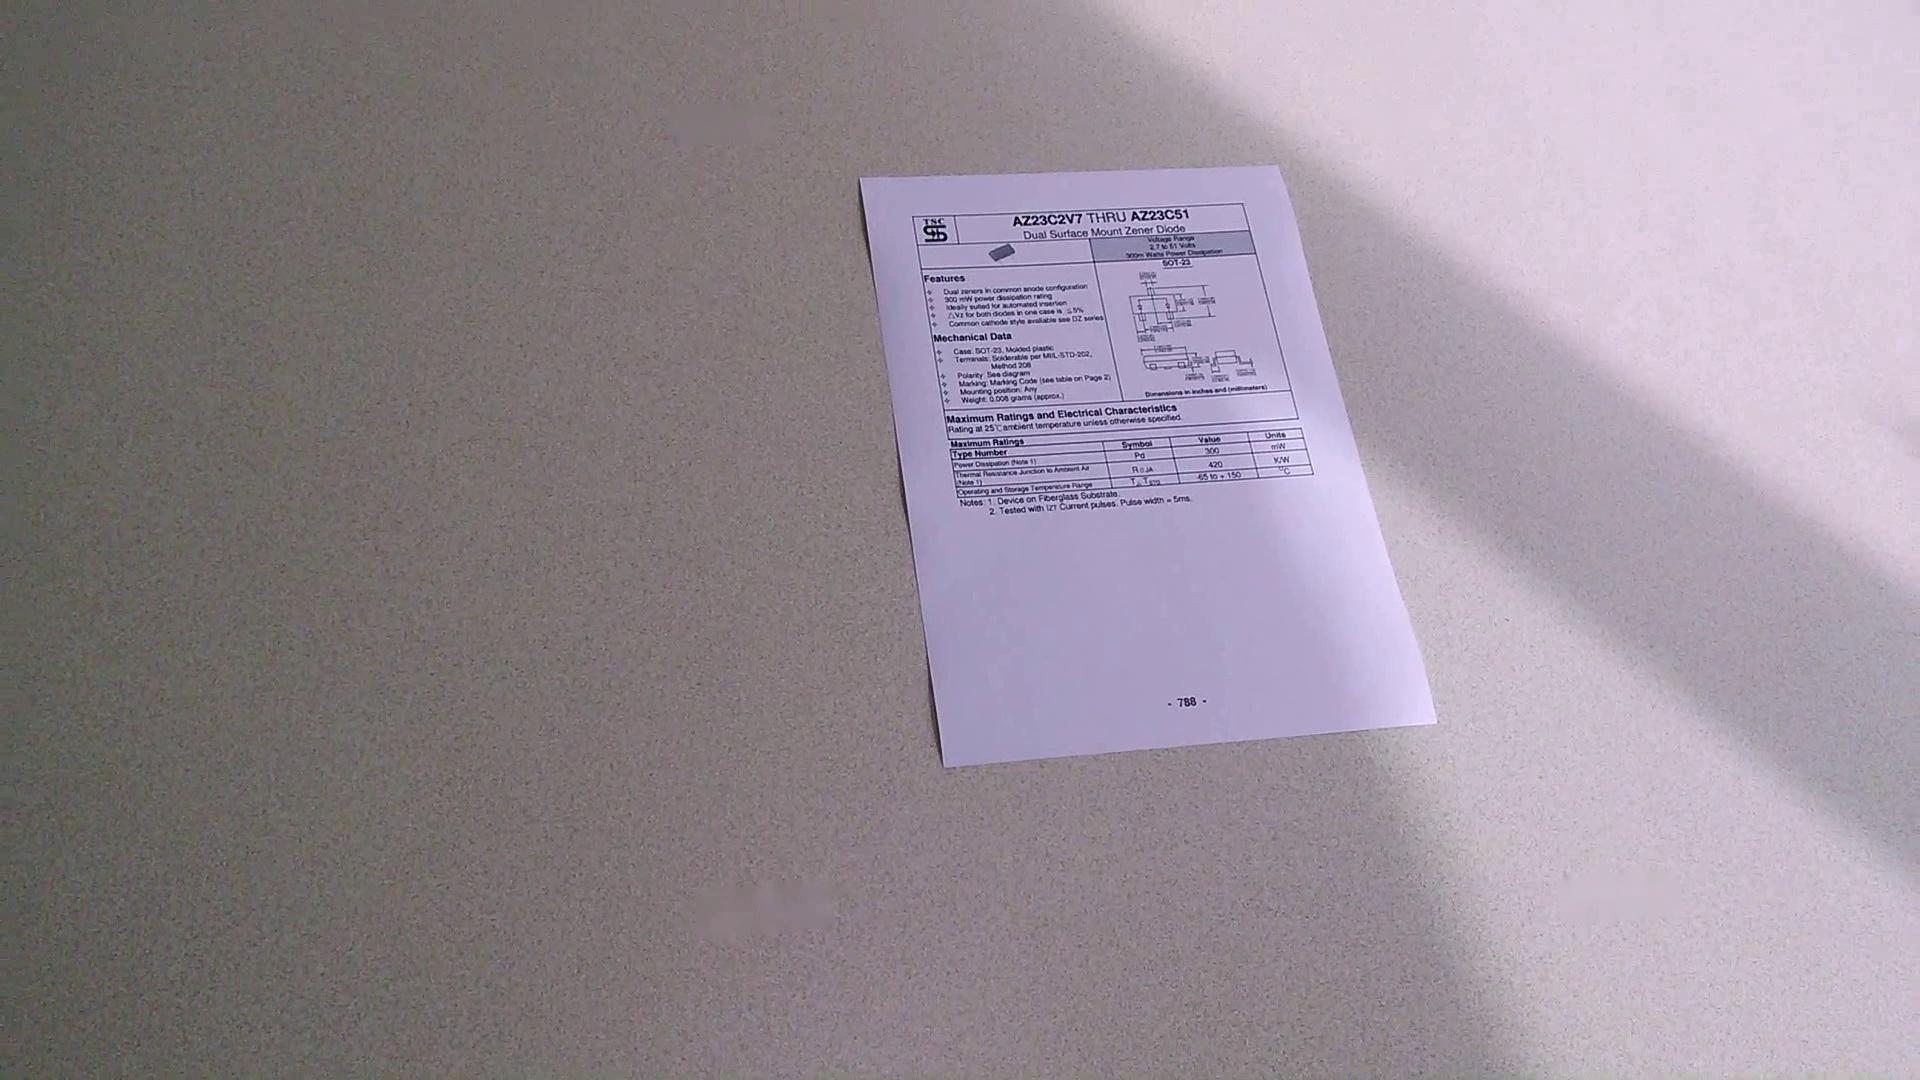 TSC
AZ23C2V7 THRU AZ23C51
Dual Surface Mount Zener Diode
Voltage Range
2.7 to 51 Volts
300m Watts Power Dissipation
SOT-23
Features
Dual zeners in common anode configuration
300 mW power dissipation rating
Ideally suited for automated insertion
△Vz for both diodes in one case is ≦5%
Common cathode style available see DZ series
Mechanical Data
Case: SOT-23, Molded plastic
Terminals: Solderable per MIIL-STD-202,
Method 208
Polarity: See diagram
Marking: Marking Code (see table on Page 2)
Mounting position: Any
Weight: 0.008 grams (approx.)
Dimensions in inches and (millimeters)
Maximum Ratings and Electrical Characteristics
Rating at 25℃ ambient temperature unless otherwise specified.
Maximum Ratings
Type Number Symbol Value Units
Power Dissipation (Note 1) Pd 300 mW
Thermal Resistance Junction to Ambient Air
(Note 1) RθJA 420 K/W
Operating and Storage Temperature Range TJ, TSTG -65 to + 150 °C
Notes: 1. Device on Fiberglass Substrate.
2. Tested with IZT Current pulses. Pulse width = 5ms.
- 788 -